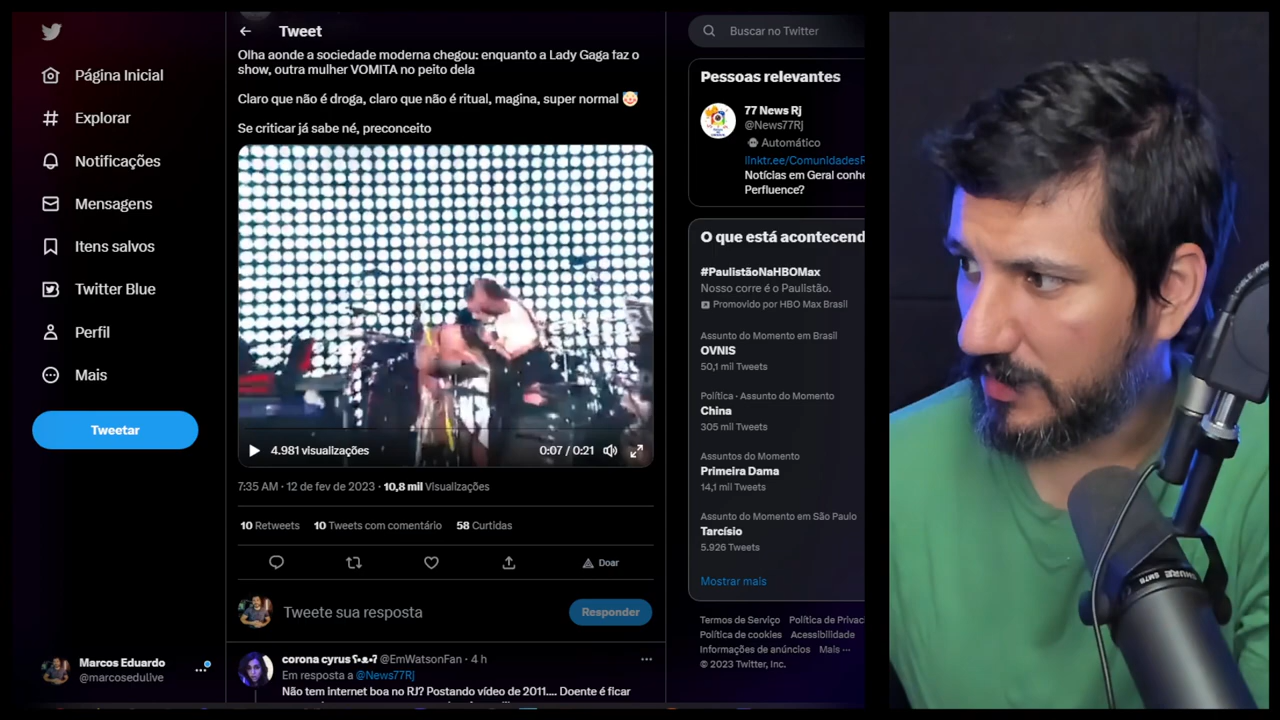 Tweet
Olha aonde a sociedade moderna chegou: enquanto a Lady Gaga faz o
show, outra mulher VOMITA no peito dela
Claro que não é droga, claro que não é ritual, magina, super normal
Se criticar já sabe né, preconceito
4.981 visualizações
0:07 / 0:21
7:35 AM · 12 de fev de 2023 · 10,8 mil Visualizações
10 Retweets 10 Tweets com comentário 58 Curtidas
Doar
Tweete sua resposta
Responder
corona cyrus @EmWatsonFan · 4 h
Em resposta a @News77Rj
Não tem internet boa no RJ? Postando vídeo de 2011.... Doente é ficar
Página Inicial
Explorar
Notificações
Mensagens
Itens salvos
Twitter Blue
Perfil
Mais
Tweetar
Marcos Eduardo
@marcosedullve
Buscar no Twitter
Pessoas relevantes
77 News Rj
@News77Rj
Automático
linktr.ee/ComunidadesR
Notícias em Geral conhe
Perfluence?
O que está acontecend
#PaulistãoNaHBOMax
Nosso corre é o Paulistão.
Promovido por HBO Max Brasil
Assunto do Momento em Brasil
OVNIS
50,1 mil Tweets
Política · Assunto do Momento
China
305 mil Tweets
Assuntos do Momento
Primeira Dama
14,1 mil Tweets
Assunto do Momento em São Paulo
Tarcísio
5.926 Tweets
Mostrar mais
Termos de Serviço Política de Privac
Política de cookies Acessibilidade
Informações de anúncios Mais ···
© 2023 Twitter, Inc.
SHURE SM7B